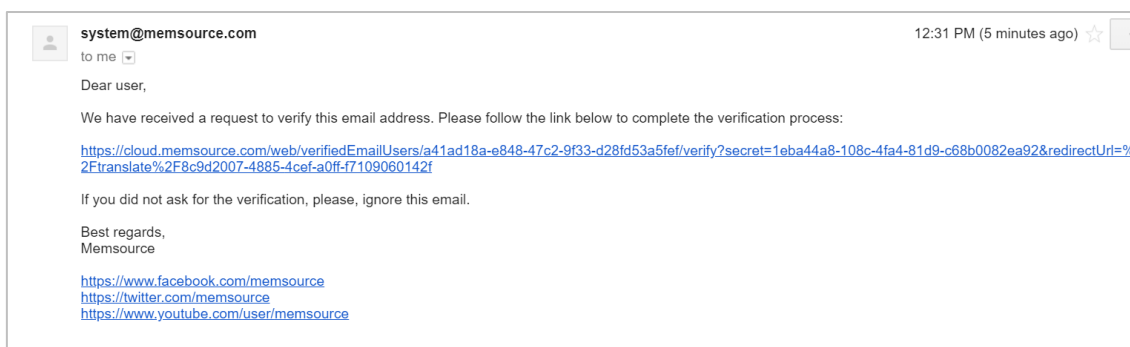 system@memsource.com
12:31 PM (5 minutes ago)
to me
Dear user,
We have received a request to verify this email address. Please follow the link below to complete the verification process:
https://cloud.memsource.com/web/verifiedEmailUsers/a41ad18a-e848-47c2-9f33-d28fd53a5fef/verify?secret=1eba44a8-108c-4fa4-81d9-c68b0082ea92&redirectUrl=%
2Ftranslate%2F8c9d2007-4885-4cef-a0ff-f7109060142f
If you did not ask for the verification, please, ignore this email.
Best regards,
Memsource
https://www.facebook.com/memsource
https://twitter.com/memsource
https://www.youtube.com/user/memsource